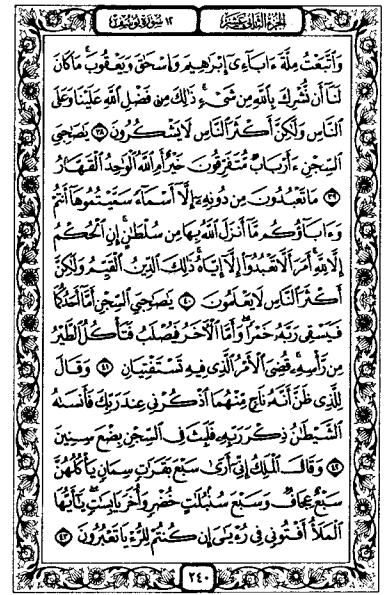 الجزء الثاني عشر ١٢ سورة يوسف
وَٱتَّبَعْتُ مِلَّةَ ءَابَآءِىٓ إِبْرَٰهِيمَ وَإِسْحَٰقَ وَيَعْقُوبَ ۚ مَا كَانَ
لَنَآ أَن نُّشْرِكَ بِٱللَّهِ مِن شَىْءٍ ۚ ذَٰلِكَ مِن فَضْلِ ٱللَّهِ عَلَيْنَا وَعَلَى
ٱلنَّاسِ وَلَٰكِنَّ أَكْثَرَ ٱلنَّاسِ لَا يَشْكُرُونَ ٣٨ يَٰصَىٰحِبَىِ
ٱلسِّجْنِ ءَأَرْبَابٌ مُّتَفَرِّقُونَ خَيْرٌ أَمِ ٱللَّهُ ٱلْوَٰحِدُ ٱلْقَهَّارُ
٣٩ مَا تَعْبُدُونَ مِن دُونِهِۦٓ إِلَّآ أَسْمَآءً سَمَّيْتُمُوهَآ أَنتُمْ
وَءَابَآؤُكُم مَّآ أَنزَلَ ٱللَّهُ بِهَا مِن سُلْطَٰنٍ ۚ إِنِ ٱلْحُكْمُ
إِلَّا لِلَّهِ ۚ أَمَرَ أَلَّا تَعْبُدُوٓا۟ إِلَّآ إِيَّاهُ ۚ ذَٰلِكَ ٱلدِّينُ ٱلْقَيِّمُ وَلَٰكِنَّ
أَكْثَرَ ٱلنَّاسِ لَا يَعْلَمُونَ ٤٠ يَٰصَٰحِبَىِ ٱلسِّجْنِ أَمَّآ أَحَدُكُمَا
فَيَسْقِى رَبَّهُۥ خَمْرًا ۖ وَأَمَّا ٱلْءَاخَرُ فَيُصْلَبُ فَتَأْكُلُ ٱلطَّيْرُ
مِن رَّأْسِهِۦ ۚ قُضِىَ ٱلْأَمْرُ ٱلَّذِى فِيهِ تَسْتَفْتِيَانِ ٤١ وَقَالَ
لِلَّذِى ظَنَّ أَنَّهُۥ نَاجٍ مِّنْهُمَا ٱذْكُرْنِى عِندَ رَبِّكَ فَأَنسَىٰهُ
ٱلشَّيْطَٰنُ ذِكْرَ رَبِّهِۦ فَلَبِثَ فِى ٱلسِّجْنِ بِضْعَ سِنِينَ
٤٢ وَقَالَ ٱلْمَلِكُ إِنِّىٓ أَرَىٰ سَبْعَ بَقَرَٰتٍ سِمَانٍ يَأْكُلُهُنَّ
سَبْعٌ عِجَافٌ وَسَبْعَ سُنۢبُلَٰتٍ خُضْرٍ وَأُخَرَ يَابِسَٰتٍ ۖ يَٰٓأَيُّهَا
ٱلْمَلَأُ أَفْتُونِى فِى رُءْيَٰىَ إِن كُنتُمْ لِلرُّءْيَا تَعْبُرُونَ ٤٣
٢٤٠